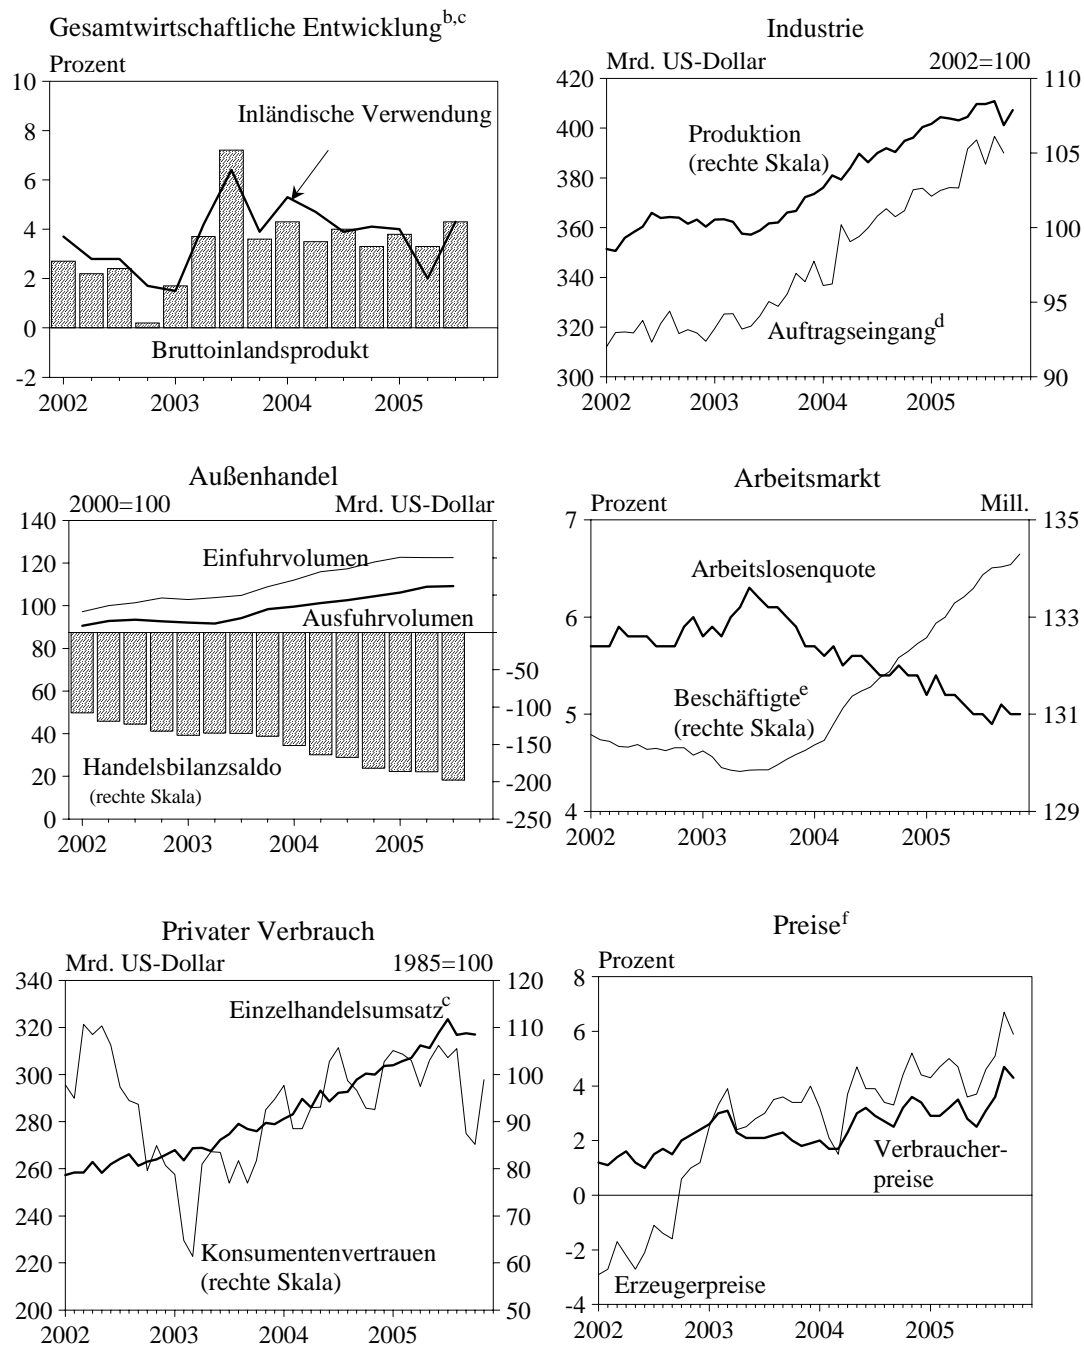 Gesamtwirtschaftliche Entwicklung^b,c
Prozent
10
8
6
4
2
0
-2
Inländische Verwendung
Bruttoinlandsprodukt
2002 2003 2004 2005
Industrie
Mrd. US-Dollar 2002=100
420
400
380
360
340
320
300
110
105
100
95
90
Produktion
(rechte Skala)
Auftragseingang^d
2002 2003 2004 2005
Außenhandel
2000=100 Mrd. US-Dollar
140
120
100
80
60
40
20
0
-50
-100
-150
-200
-250
Einfuhrvolumen
Ausfuhrvolumen
Handelsbilanzsaldo
(rechte Skala)
2002 2003 2004 2005
Arbeitsmarkt
Prozent Mill.
7
6
5
4
135
133
131
129
Arbeitslosenquote
Beschäftigte^e
(rechte Skala)
2002 2003 2004 2005
Privater Verbrauch
Mrd. US-Dollar 1985=100
340
320
300
280
260
240
220
200
120
110
100
90
80
70
60
50
Einzelhandelsumsatz^c
Konsumentenvertrauen
(rechte Skala)
2002 2003 2004 2005
Preise^f
Prozent
8
6
4
2
0
-2
-4
Verbraucher-
preise
Erzeugerpreise
2002 2003 2004 2005